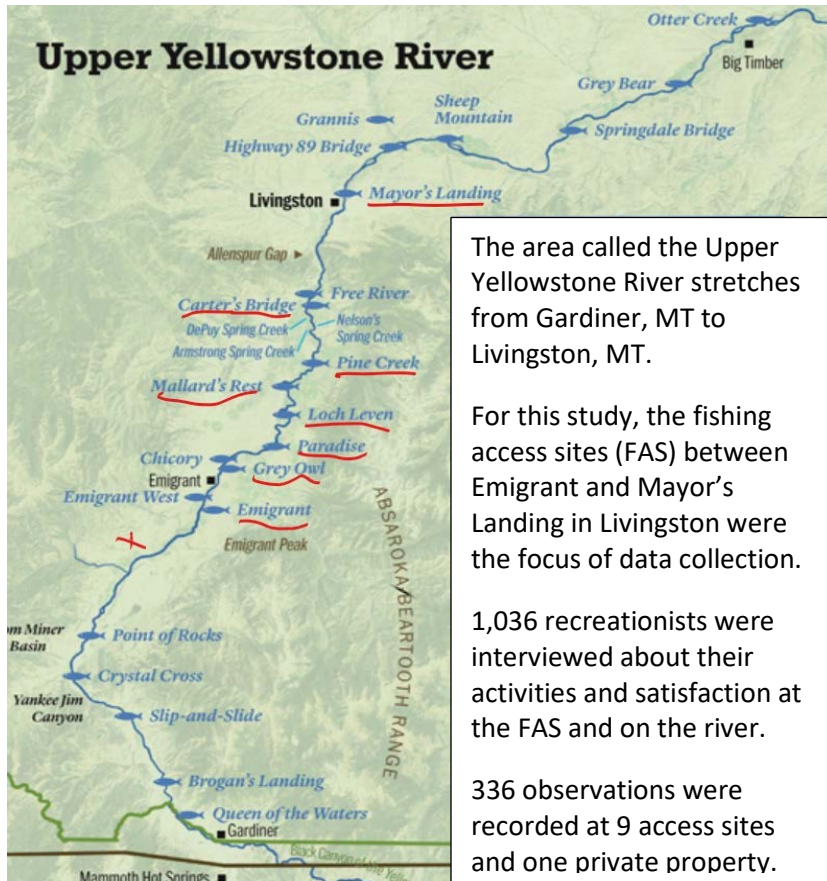 Upper Yellowstone River
Otter Creek
Big Timber
Grey Bear
Sheep
Mountain
Grannis
Springdale Bridge
Highway 89 Bridge
Mayor's Landing
Livingston
Allenspur Gap
Free River
Carter's Bridge
DePuy Spring Creek
Nelson's
Spring Creek
Armstrong Spring Creek
Pine Creek
Mallard's Rest
Loch Leven
Paradise
Chicory
Grey Owl
Emigrant
Emigrant West
Emigrant
Emigrant Peak
ABSAROKA/BEARTOOTH RANGE
Point of Rocks
om Miner
Basin
Crystal Cross
Yankee Jim
Canyon
Slip-and-Slide
Brogan's Landing
Queen of the Waters
Gardiner
Black Canyon of the Yello
Mammoth Hot Springs
The area called the Upper
Yellowstone River stretches
from Gardiner, MT to
Livingston, MT.
For this study, the fishing
access sites (FAS) between
Emigrant and Mayor's
Landing in Livingston were
the focus of data collection.
1,036 recreationists were
interviewed about their
activities and satisfaction at
the FAS and on the river.
336 observations were
recorded at 9 access sites
and one private property.